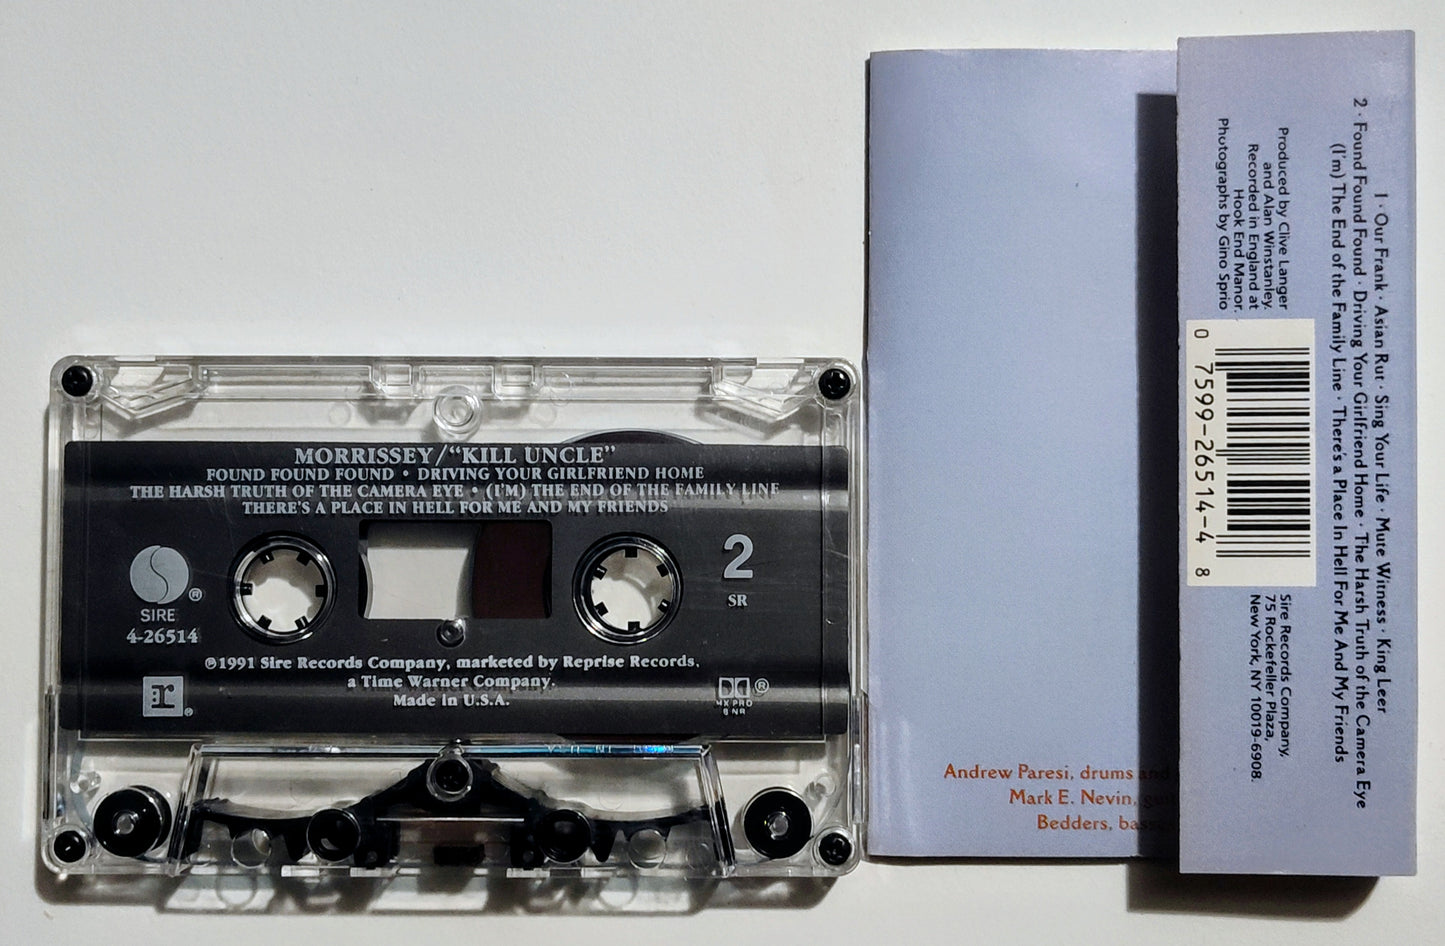 MORRISSEY/“KILL UNCLE”
FOUND FOUND FOUND • DRIVING YOUR GIRLFRIEND HOME
THE HARSH TRUTH OF THE CAMERA EYE • (I'M) THE END OF THE FAMILY LINE
THERE'S A PLACE IN HELL FOR ME AND MY FRIENDS
SIRE ®
4-26514
2
SR
℗1991 Sire Records Company, marketed by Reprise Records,
a Time Warner Company.
Made in U.S.A.
r ®
®
HX PRO
B NR
Andrew Paresi, drums and
Mark E. Nevin,
Bedders, bass
1 · Our Frank · Asian Rut · Sing Your Life · Mute Witness · King Leer
2 · Found Found Found · Driving Your Girlfriend Home · The Harsh Truth of the Camera Eye
(I'm) The End of the Family Line · There's a Place In Hell For Me And My Friends
Produced by Clive Langer
and Alan Winstanley.
Recorded in England at
Hook End Manor.
Photographs by Gino Sprio
0 7599-26514-4 8
Sire Records Company,
75 Rockefeller Plaza,
New York, NY 10019-6908.